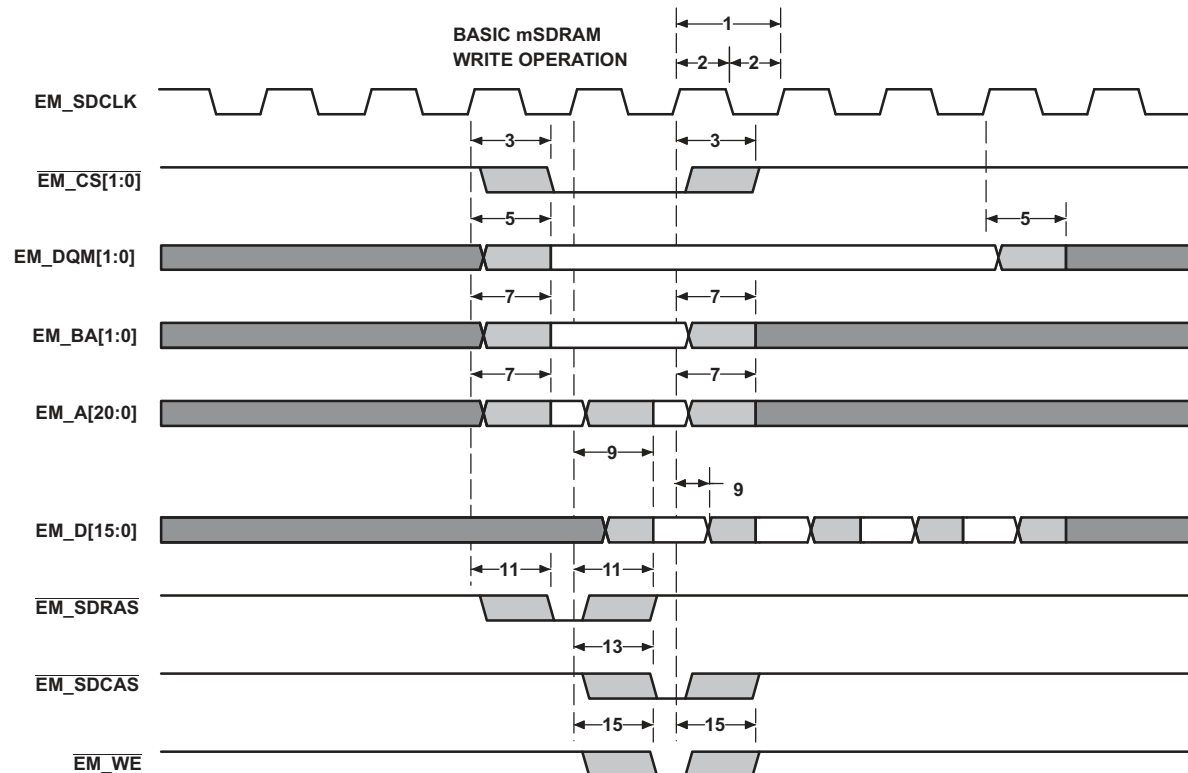 1
BASIC mSDRAM
WRITE OPERATION
2 2
EM_SDCLK
3 3
EM_CS[1:0]
5 5
EM_DQM[1:0]
7 7
EM_BA[1:0]
7 7
EM_A[20:0]
9
9
EM_D[15:0]
11 11
EM_SDRAS
13
EM_SDCAS
15 15
EM_WE